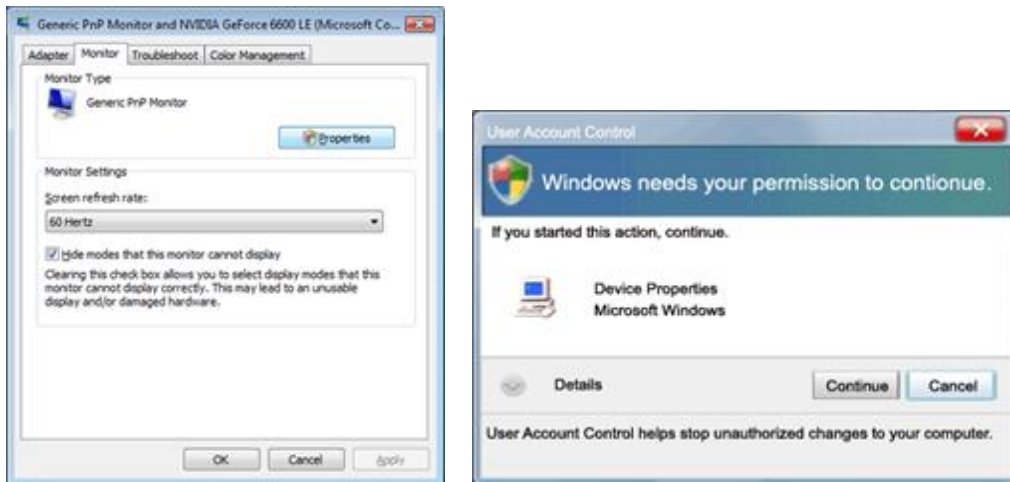 Generic PnP Monitor and NVIDIA GeForce 6600 LE (Microsoft Co...
Adapter Monitor Troubleshoot Color Management
Monitor Type
Generic PnP Monitor
Properties
Monitor Settings
Screen refresh rate:
60 Hertz
Hide modes that this monitor cannot display
Clearing this check box allows you to select display modes that this
monitor cannot display correctly. This may lead to an unusable
display and/or damaged hardware.
OK Cancel Apply
User Account Control
Windows needs your permission to contionue.
If you started this action, continue.
Device Properties
Microsoft Windows
Details Continue Cancel
User Account Control helps stop unauthorized changes to your computer.